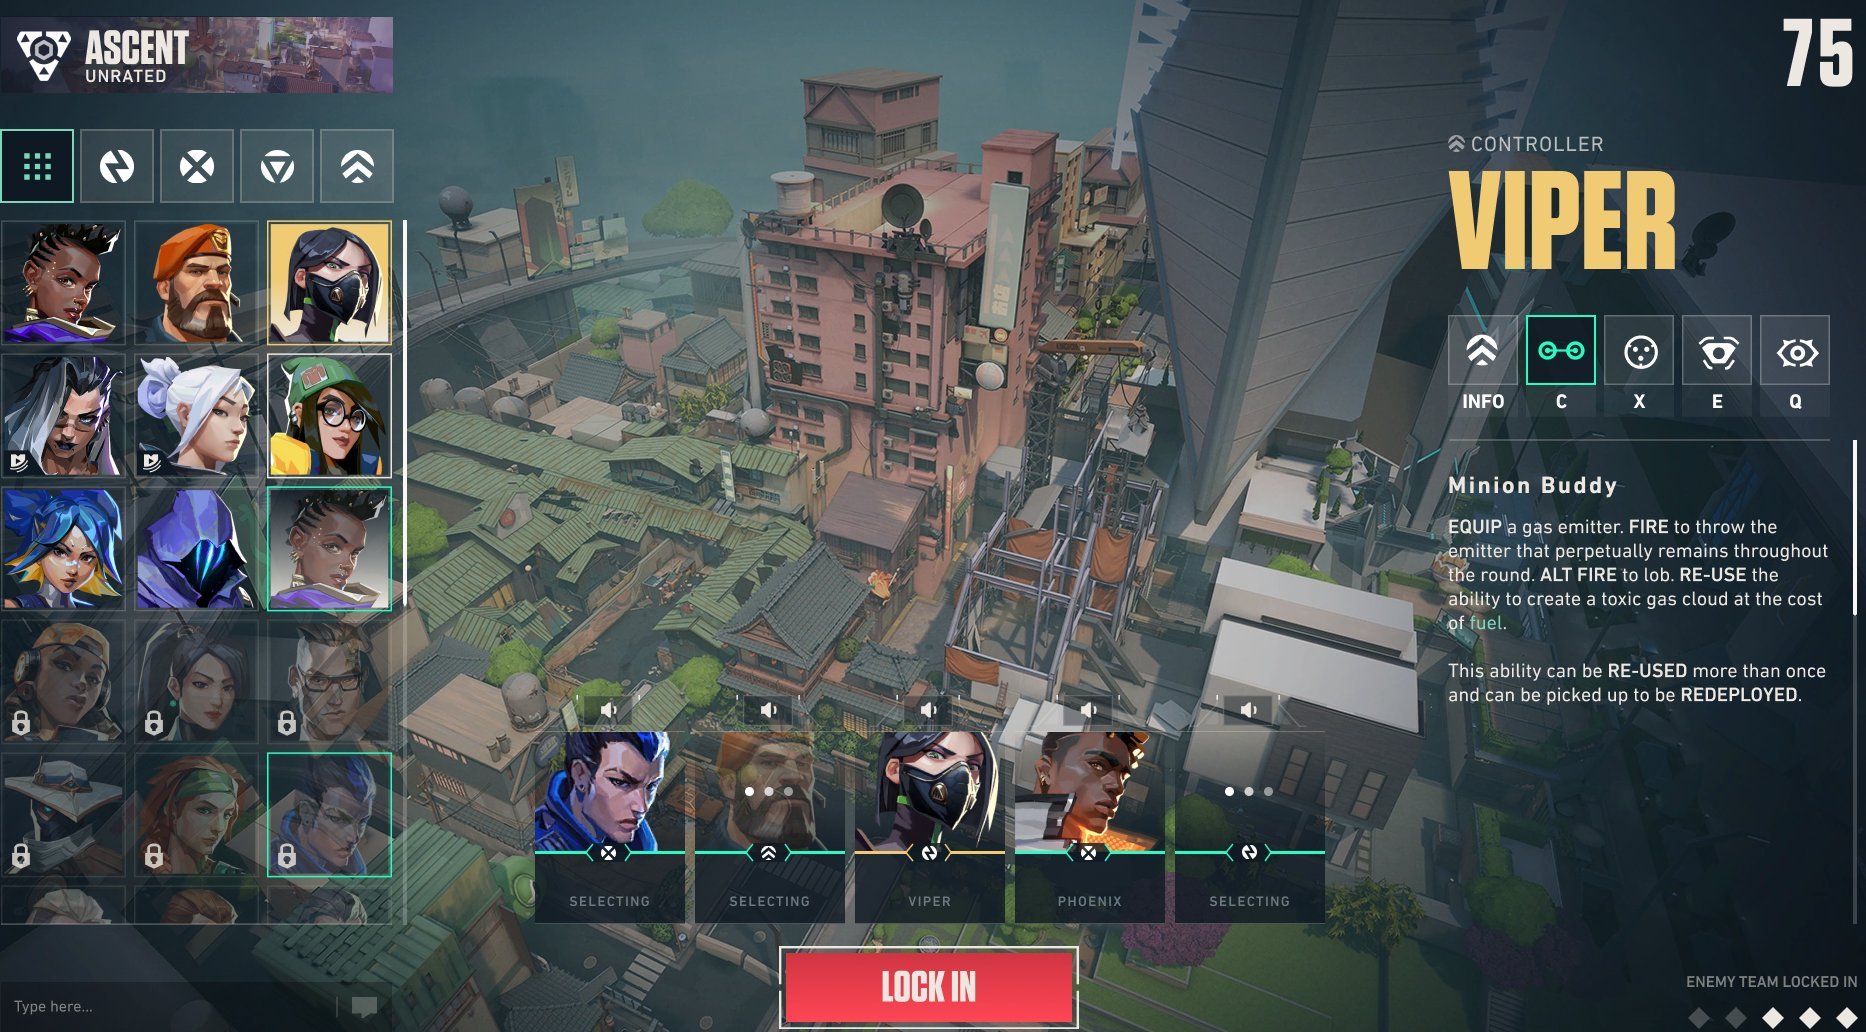 ASCENT
UNRATED
75
CONTROLLER
VIPER
INFO
C
X
E
Q
Minion Buddy
EQUIP a gas emitter. FIRE to throw the
emitter that perpetually remains throughout
the round. ALT FIRE to lob. RE-USE the
ability to create a toxic gas cloud at the cost
of fuel.
This ability can be RE-USED more than once
and can be picked up to be REDEPLOYED.
SELECTING
SELECTING
VIPER
PHOENIX
SELECTING
LOCK IN
Type here...
ENEMY TEAM LOCKED IN